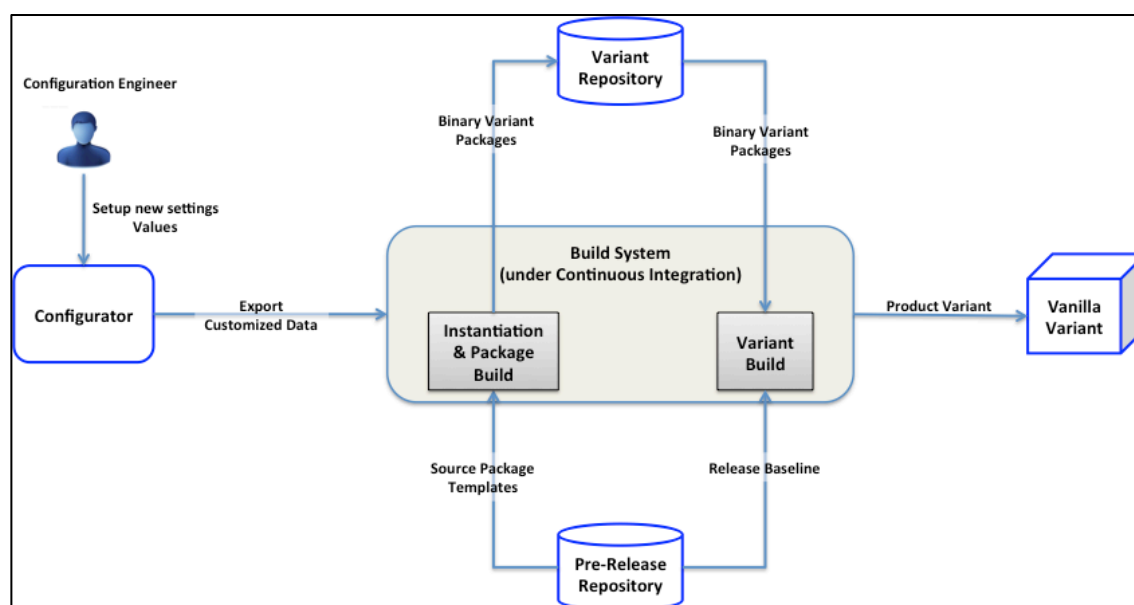 Configuration Engineer
Setup new settings
Values
Configurator
Export
Customized Data
Variant
Repository
Binary Variant
Packages
Binary Variant
Packages
Build System
(under Continuous Integration)
Instantiation
& Package
Build
Variant
Build
Product Variant
Vanilla
Variant
Source Package
Templates
Release Baseline
Pre-Release
Repository